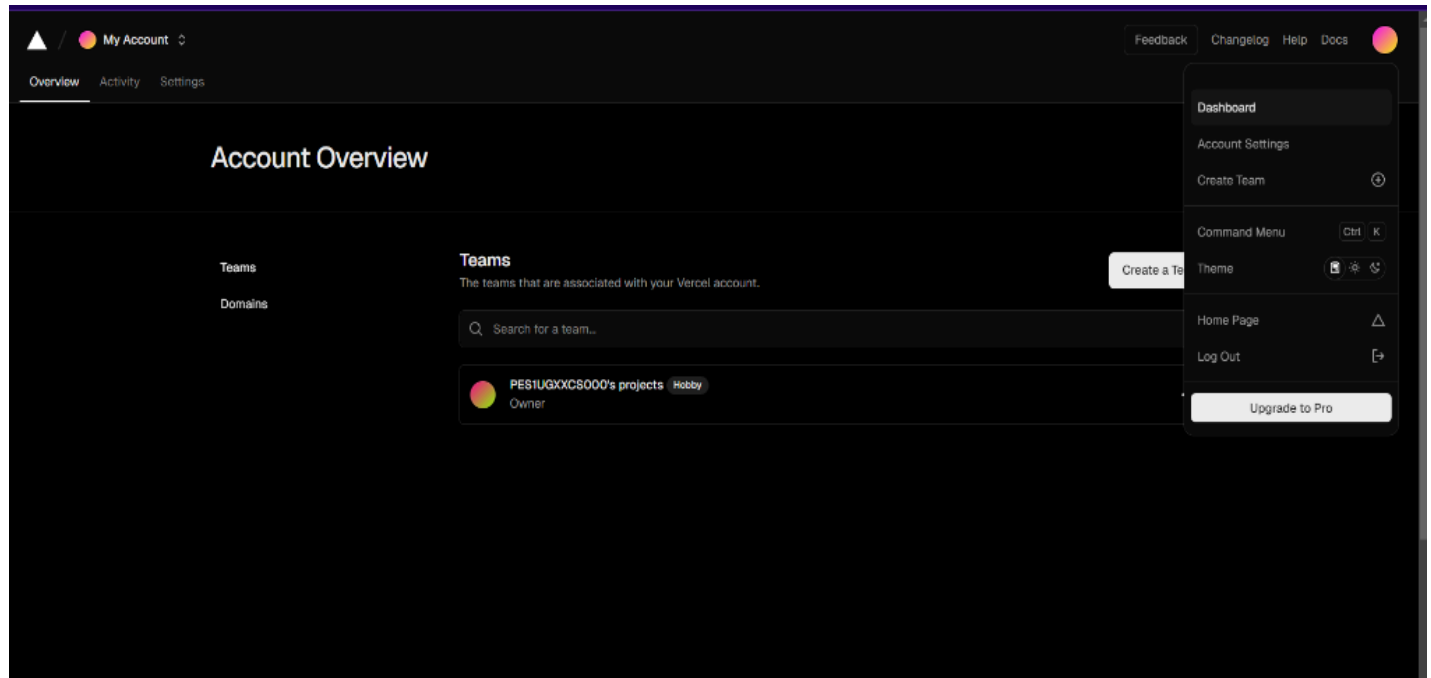 My Account
Feedback Changelog Help Docs
Overview Activity Settings
Dashboard
Account Settings
Create Team
Command Menu Ctrl K
Theme
Home Page
Log Out
Upgrade to Pro
Account Overview
Teams
Domains
Teams
The teams that are associated with your Vercel account.
Create a Te
Search for a team...
PES1UGXXCS000's projects Hobby
Owner